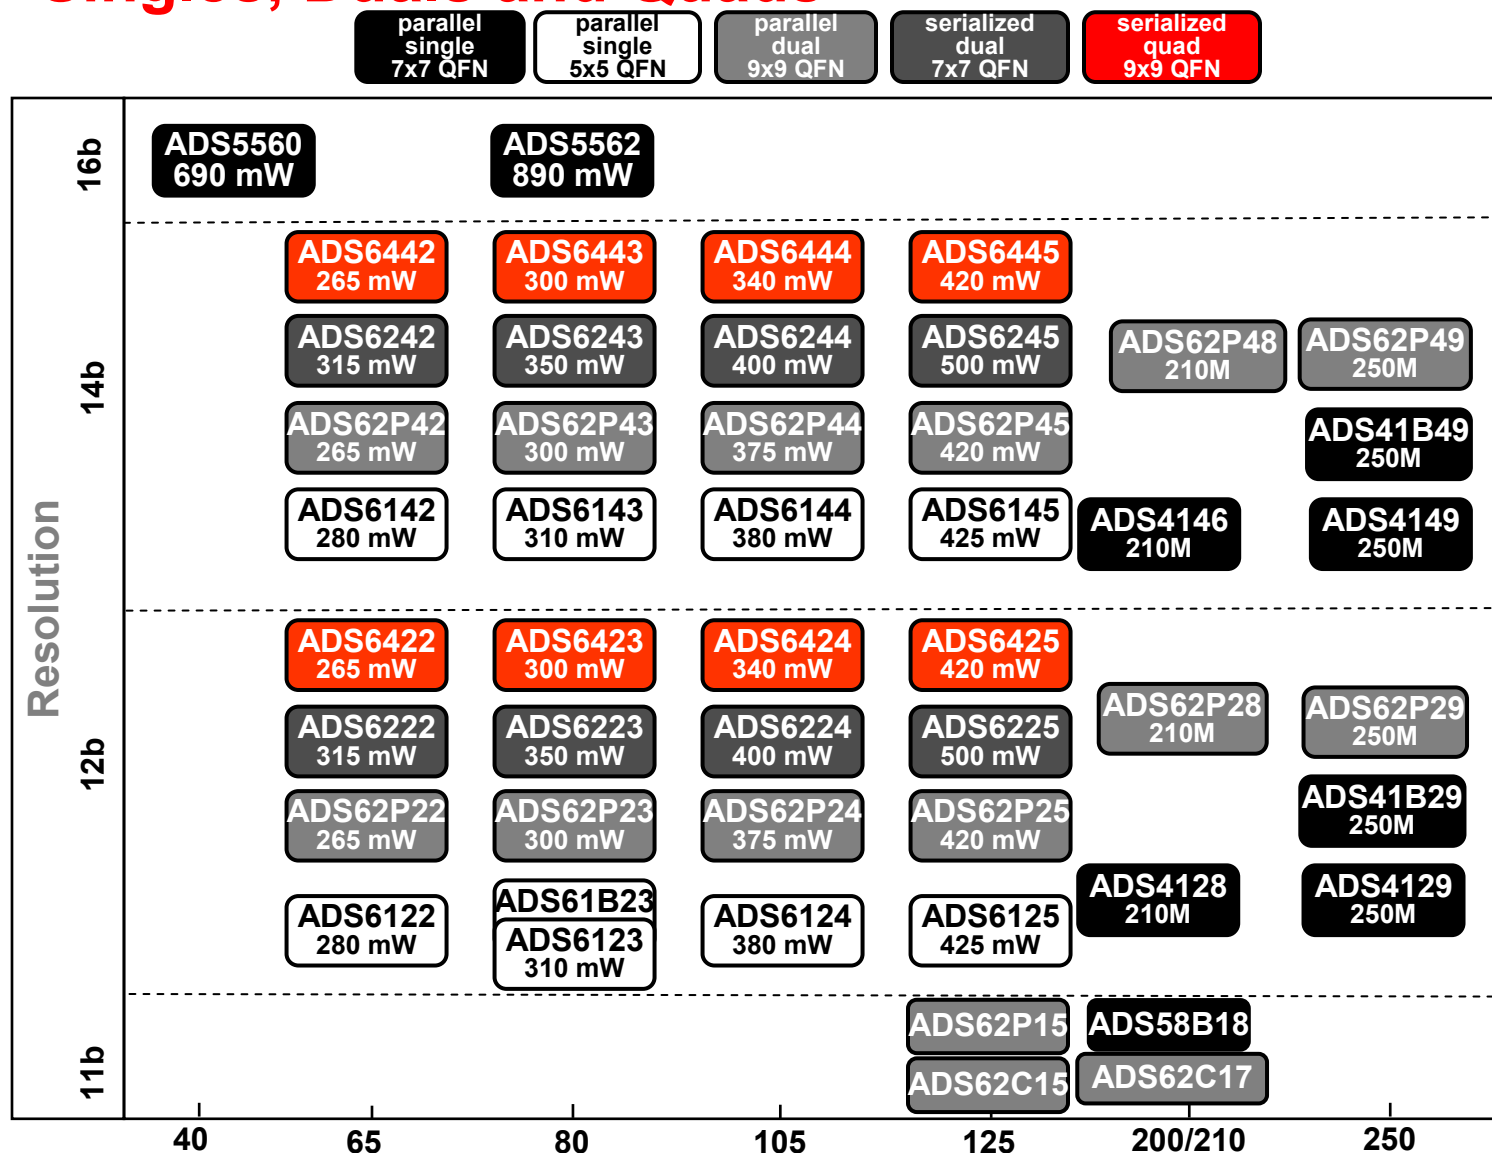 Singles, Duals and Quads
parallel
single
7x7 QFN
parallel
single
5x5 QFN
parallel
dual
9x9 QFN
serialized
dual
7x7 QFN
serialized
quad
9x9 QFN
Resolution
16b
ADS5560
690 mW
ADS5562
890 mW
14b
ADS6442
265 mW
ADS6443
300 mW
ADS6444
340 mW
ADS6445
420 mW
ADS6242
315 mW
ADS6243
350 mW
ADS6244
400 mW
ADS6245
500 mW
ADS62P48
210M
ADS62P49
250M
ADS62P42
265 mW
ADS62P43
300 mW
ADS62P44
375 mW
ADS62P45
420 mW
ADS41B49
250M
ADS6142
280 mW
ADS6143
310 mW
ADS6144
380 mW
ADS6145
425 mW
ADS4146
210M
ADS4149
250M
12b
ADS6422
265 mW
ADS6423
300 mW
ADS6424
340 mW
ADS6425
420 mW
ADS6222
315 mW
ADS6223
350 mW
ADS6224
400 mW
ADS6225
500 mW
ADS62P28
210M
ADS62P29
250M
ADS62P22
265 mW
ADS62P23
300 mW
ADS62P24
375 mW
ADS62P25
420 mW
ADS41B29
250M
ADS6122
280 mW
ADS61B23
ADS6123
310 mW
ADS6124
380 mW
ADS6125
425 mW
ADS4128
210M
ADS4129
250M
11b
ADS62P15
ADS58B18
ADS62C15
ADS62C17
40
65
80
105
125
200/210
250